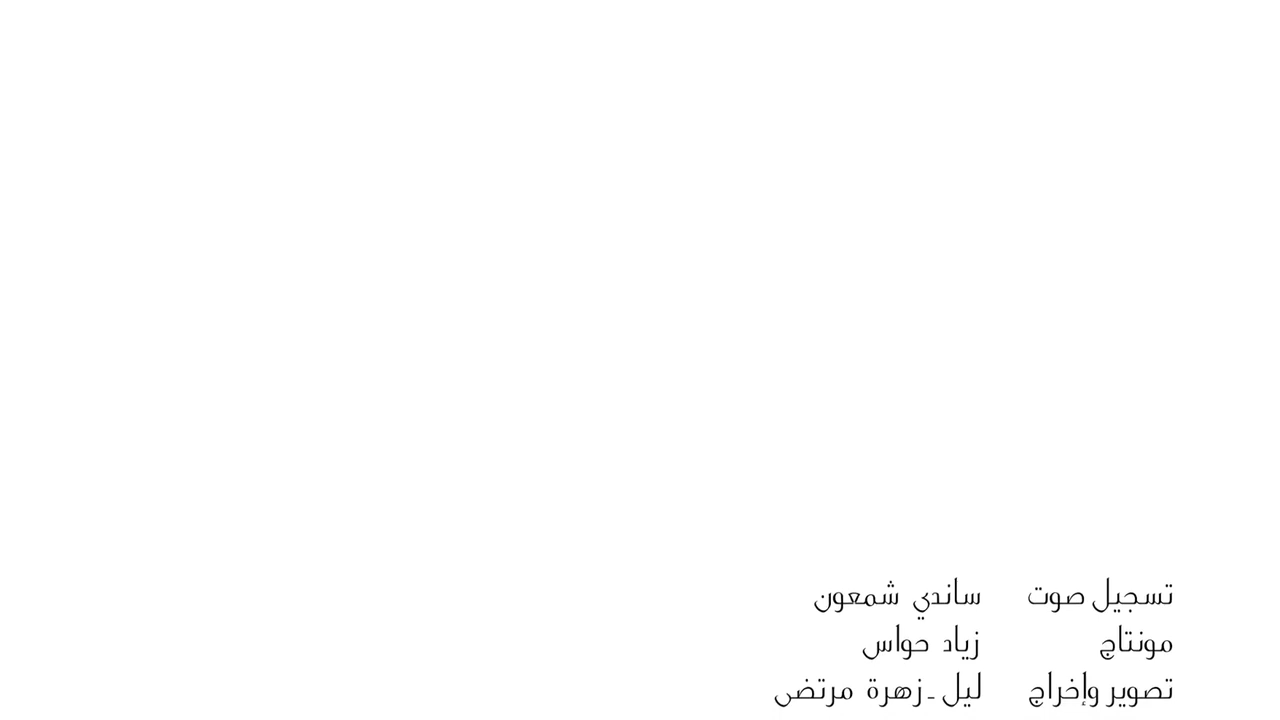 تسجيل صوت ساندي شمعون
مونتاج زياد حواس
تصوير وإخراج ليل - زهرة مرتضى